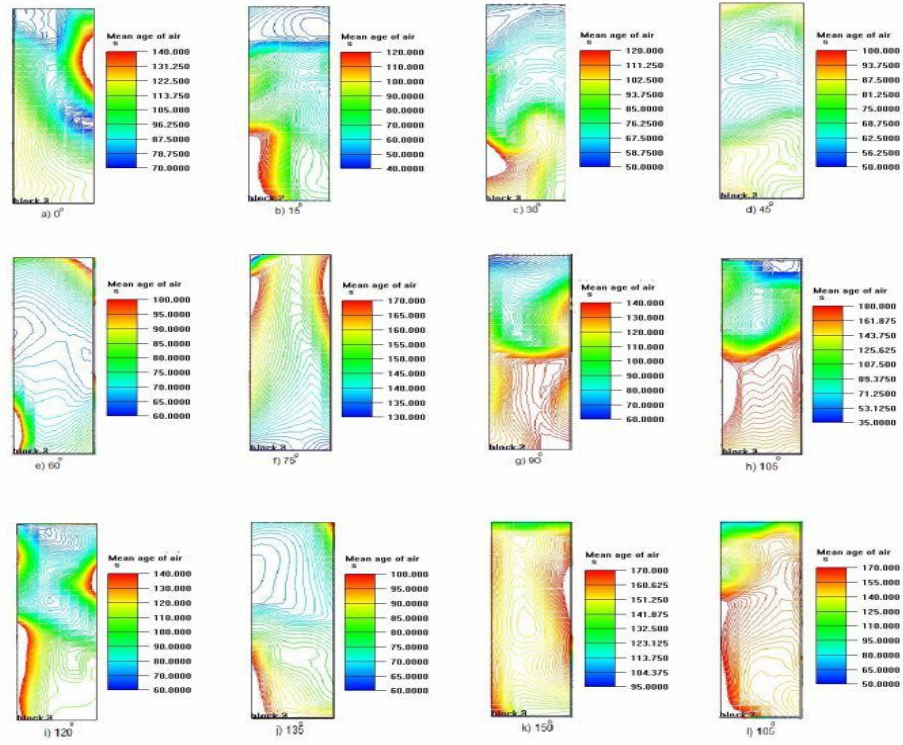 Mean age of air
s
140.000
131.250
122.500
113.750
105.000
96.2500
87.5000
78.7500
70.0000
block.3
a) 0°
Mean age of air
s
120.000
110.000
100.000
90.0000
80.0000
70.0000
60.0000
50.0000
40.0000
block.2
b) 15°
Mean age of air
s
120.000
111.250
102.500
93.7500
85.0000
76.2500
67.5000
58.7500
50.0000
block.3
c) 30°
Mean age of air
s
100.000
93.7500
87.5000
81.2500
75.0000
68.7500
62.5000
56.2500
50.0000
block.2
d) 45°
Mean age of air
s
100.000
95.0000
90.0000
85.0000
80.0000
75.0000
70.0000
65.0000
60.0000
block.3
e) 60°
Mean age of air
s
170.000
165.000
160.000
155.000
150.000
145.000
140.000
135.000
130.000
block.3
f) 75°
Mean age of air
s
140.000
130.000
120.000
110.000
100.000
90.0000
80.0000
70.0000
60.0000
block.3
g) 90°
Mean age of air
s
180.000
161.875
143.750
125.625
107.500
89.3750
71.2500
53.1250
35.0000
block.3
h) 105°
Mean age of air
s
140.000
130.000
120.000
110.000
100.000
90.0000
80.0000
70.0000
60.0000
block.3
i) 120°
Mean age of air
s
100.000
95.0000
90.0000
85.0000
80.0000
75.0000
70.0000
65.0000
60.0000
block.3
j) 135°
Mean age of air
s
170.000
160.625
151.250
141.875
132.500
123.125
113.750
104.375
95.0000
block.3
k) 150°
Mean age of air
s
170.000
155.000
140.000
125.000
110.000
95.0000
80.0000
65.0000
50.0000
block.3
l) 165°